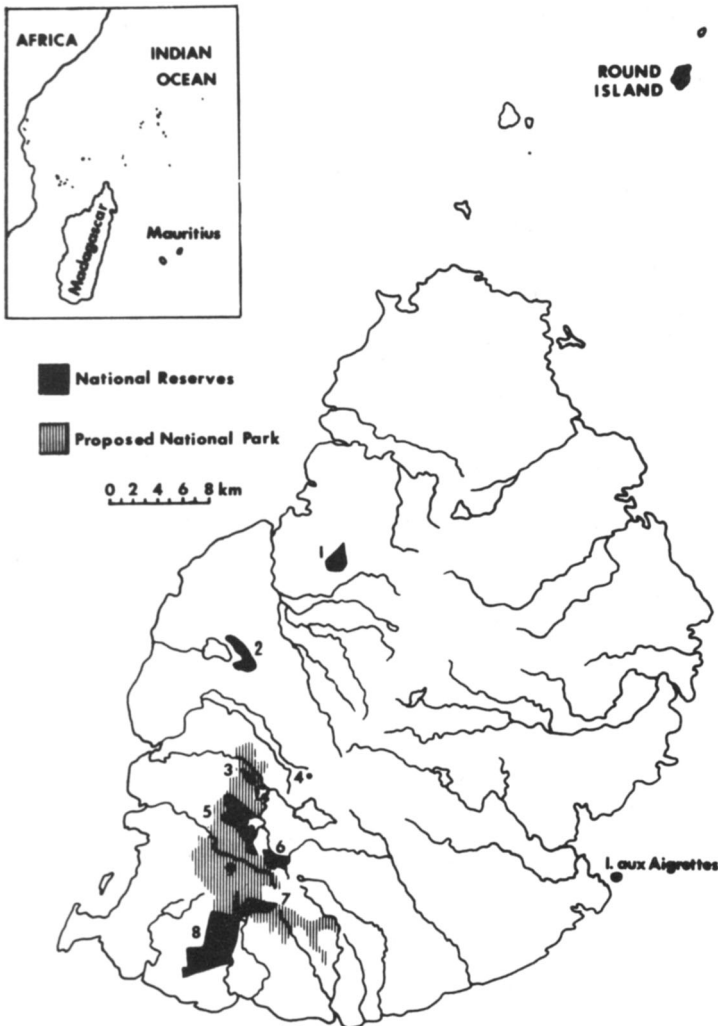 AFRICA
INDIAN
OCEAN
Madagascar
Mauritius
ROUND
ISLAND
National Reserves
Proposed National Park
0 2 4 6 8 km
1
2
3
4
5
6
I. aux Aigrettes
7
8